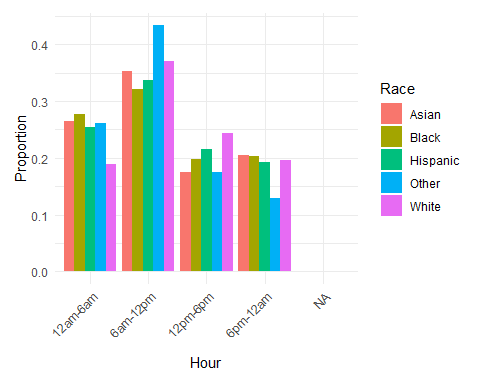 0.4
0.3
0.2
0.1
0.0
Proportion
12am-6am
6am-12pm
12pm-6pm
6pm-12am
NA
Hour
Race
Asian
Black
Hispanic
Other
White